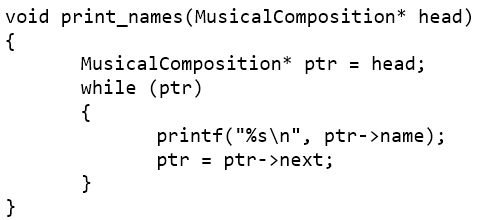 void print_names(MusicalComposition* head)
{
        MusicalComposition* ptr = head;
        while (ptr)
        {
                printf("%s\n", ptr->name);
                ptr = ptr->next;
        }
}